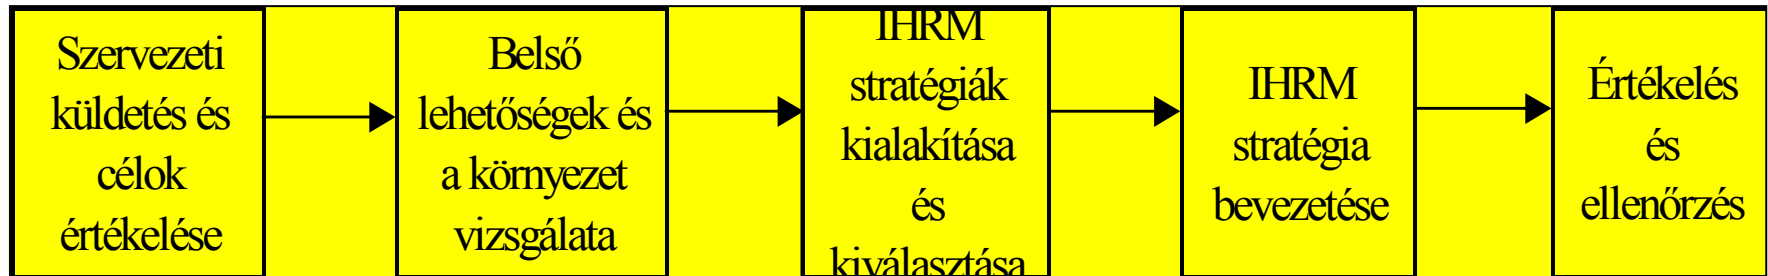 Szervezeti
küldetés és
célok
értékelése
Belső
lehetőségek és
a környezet
vizsgálata
IHRM
stratégiák
kialakítása
és
kiválasztása
IHRM
stratégia
bevezetése
Értékelés
és
ellenőrzés